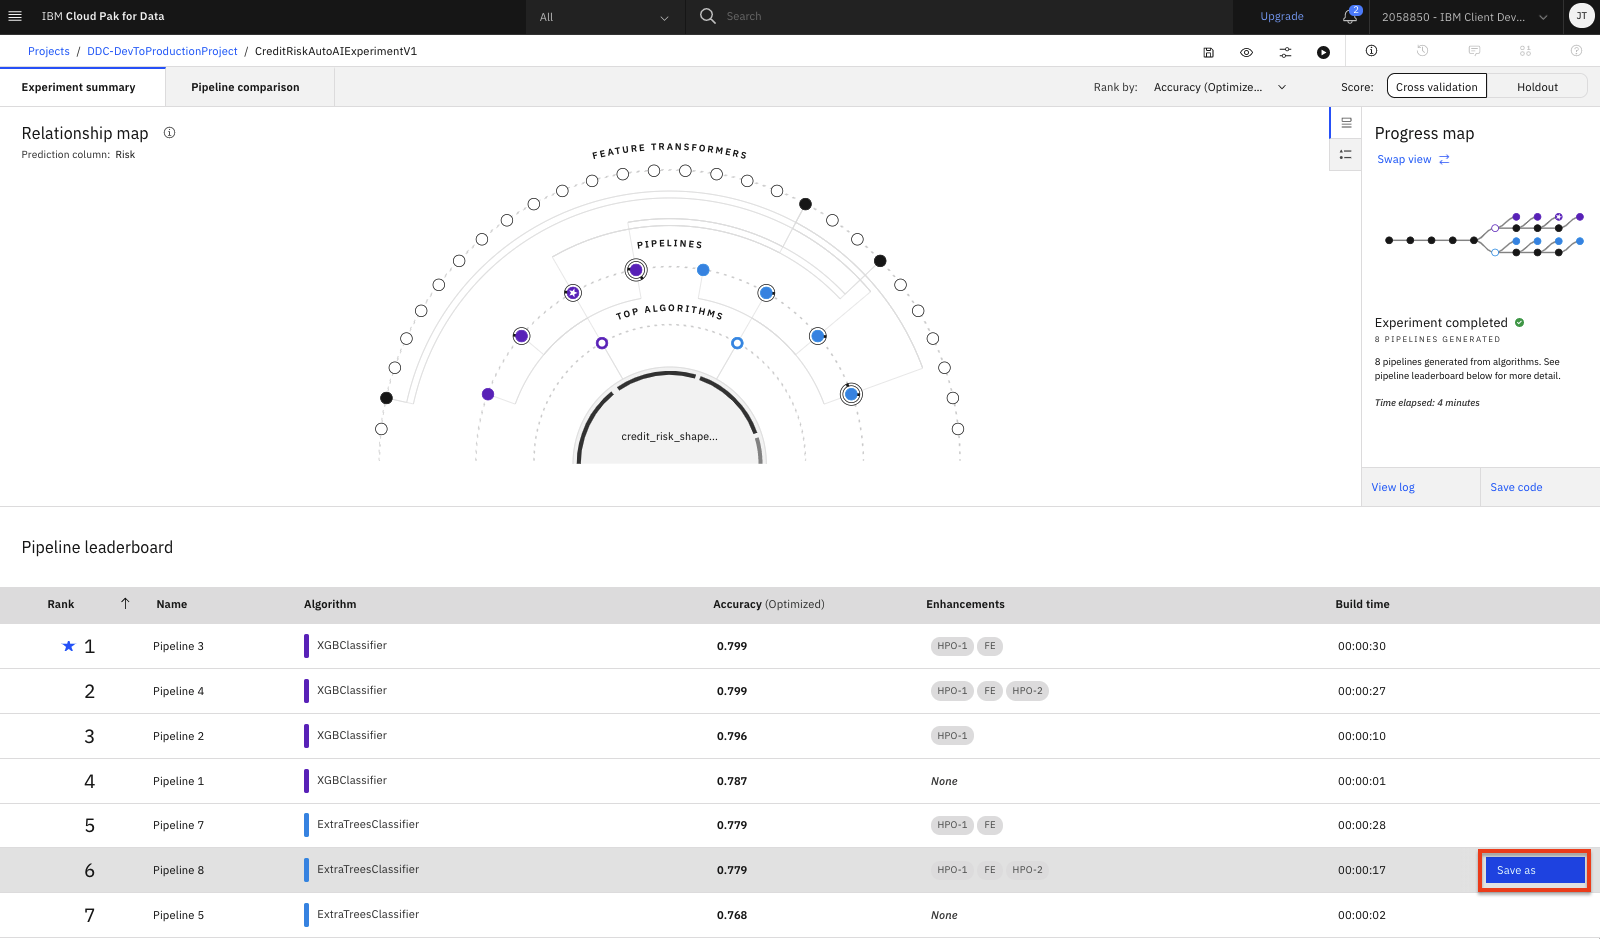 IBM Cloud Pak for Data
All
Search
Upgrade
2
2058850 - IBM Client Dev...
JT
Projects / DDC-DevToProductionProject / CreditRiskAutoAIExperimentV1
Experiment summary
Pipeline comparison
Rank by: Accuracy (Optimize...
Score: Cross validation Holdout
Relationship map
Prediction column: Risk
FEATURE TRANSFORMERS
PIPELINES
TOP ALGORITHMS
credit_risk_shape...
Progress map
Swap view
Experiment completed
8 PIPELINES GENERATED
8 pipelines generated from algorithms. See
pipeline leaderboard below for more detail.
Time elapsed: 4 minutes
View log
Save code
Pipeline leaderboard
Rank Name Algorithm Accuracy (Optimized) Enhancements Build time
1 Pipeline 3 XGBClassifier 0.799 HPO-1 FE 00:00:30
2 Pipeline 4 XGBClassifier 0.799 HPO-1 FE HPO-2 00:00:27
3 Pipeline 2 XGBClassifier 0.796 HPO-1 00:00:10
4 Pipeline 1 XGBClassifier 0.787 None 00:00:01
5 Pipeline 7 ExtraTreesClassifier 0.779 HPO-1 FE 00:00:28
6 Pipeline 8 ExtraTreesClassifier 0.779 HPO-1 FE HPO-2 00:00:17 Save as
7 Pipeline 5 ExtraTreesClassifier 0.768 None 00:00:02